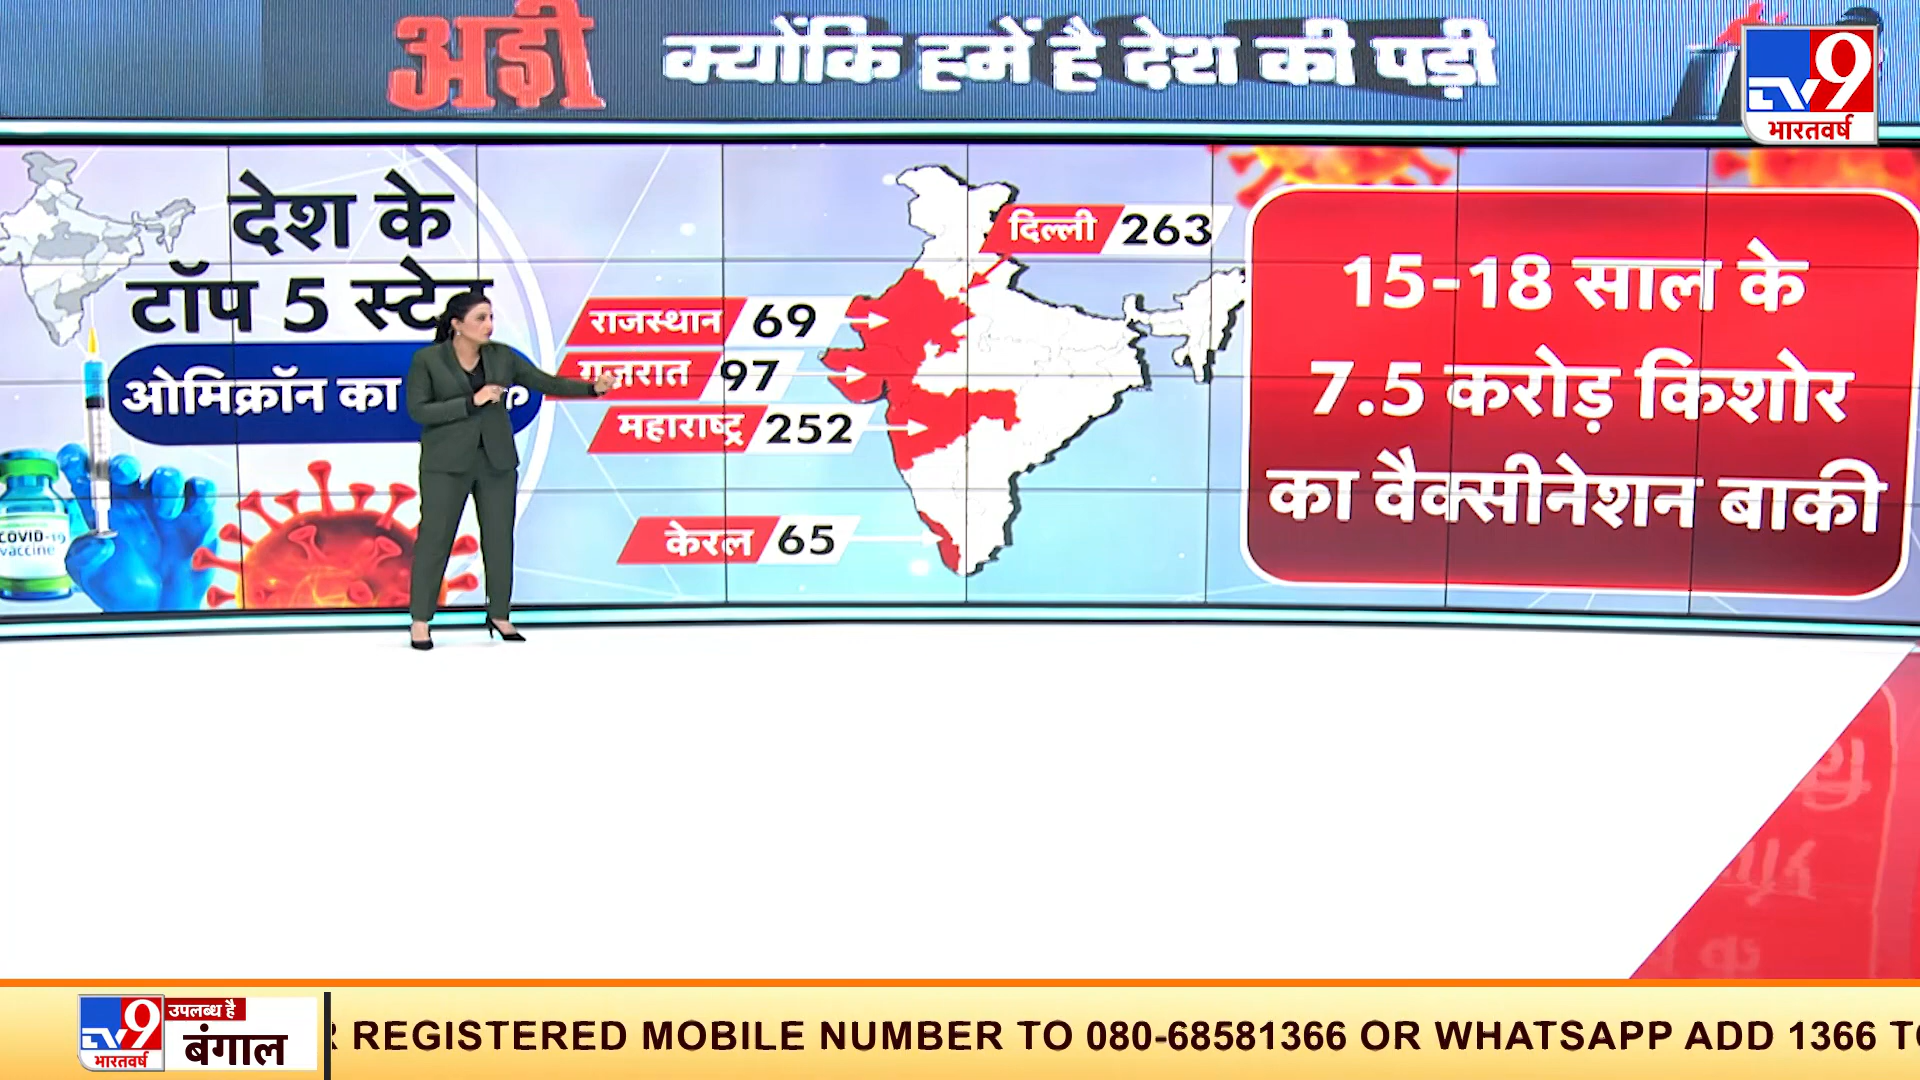 अड़ी क्योंकि हमें है देश की पड़ी
TV9
भारतवर्ष
देश के
टॉप 5 स्टेट
ओमिक्रॉन का
दिल्ली 263
राजस्थान 69
गुजरात 97
महाराष्ट्र 252
केरल 65
15-18 साल के
7.5 करोड़ किशोर
का वैक्सीनेशन बाकी
COVID-19
vaccine
TV9
भारतवर्ष
उपलब्ध है
बंगाल
REGISTERED MOBILE NUMBER TO 080-68581366 OR WHATSAPP ADD 1366